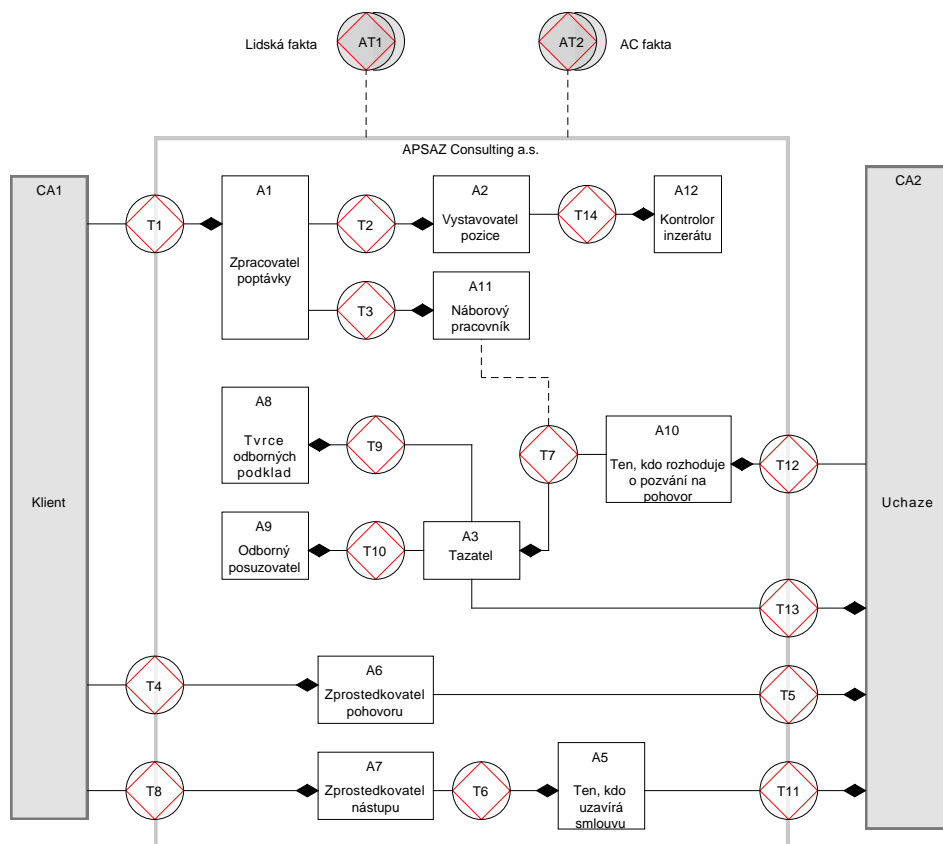 Lidská fakta
AT1
AT2
AC fakta
APSAZ Consulting a.s.
CA1
Klient
CA2
Uchaze
T1
A1
Zpracovatel
poptávky
T2
A2
Vystavovatel
pozice
T14
A12
Kontrolor
inzerátu
T3
A11
Náborový
pracovník
A8
Tvrce
odborných
podklad
T9
T7
A10
Ten, kdo rozhoduje
o pozvání na
pohovor
T12
A9
Odborný
posuzovatel
T10
A3
Tazatel
T13
T4
A6
Zprostedkovatel
pohovoru
T5
T8
A7
Zprostedkovatel
nástupu
T6
A5
Ten, kdo
uzavírá
smlouvu
T11